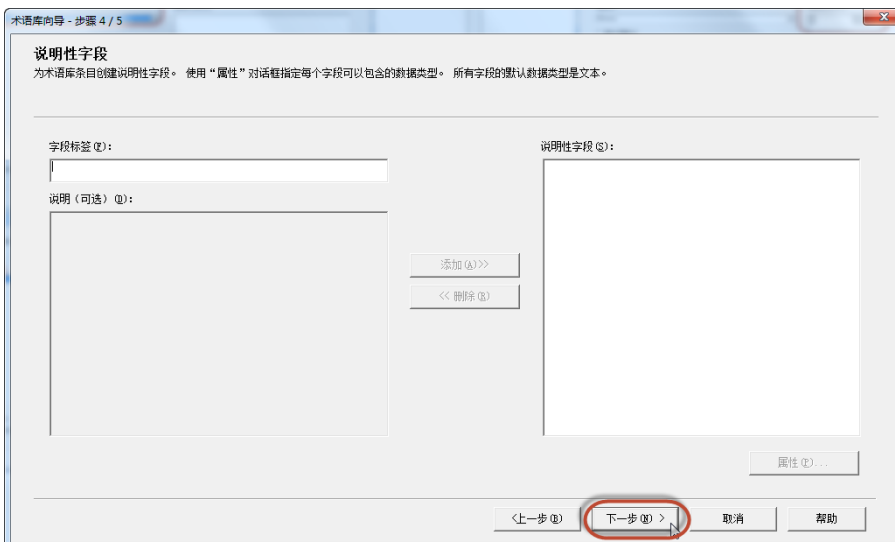 术语库向导 - 步骤 4 / 5
说明性字段
为术语库条目创建说明性字段。 使用“属性”对话框指定每个字段可以包含的数据类型。 所有字段的默认数据类型是文本。
字段标签(F):
说明性字段(S):
说明（可选）(D):
添加(A)>>
<< 删除(R)
属性(P)...
<上一步(B)
下一步(N) >
取消
帮助